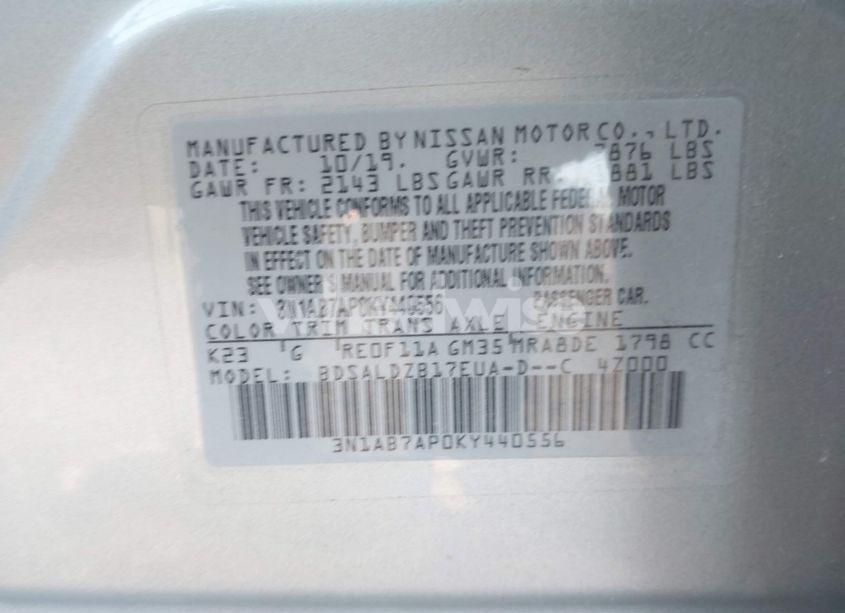 MANUFACTURED BY NISSAN MOTOR CO., LTD.
DATE: 10/19. GVWR: 3876 LBS
GAWR FR: 2143 LBS GAWR RR: 1881 LBS
THIS VEHICLE CONFORMS TO ALL APPLICABLE FEDERAL MOTOR
VEHICLE SAFETY, BUMPER AND THEFT PREVENTION STANDARDS
IN EFFECT ON THE DATE OF MANUFACTURE SHOWN ABOVE.
SEE OWNER'S MANUAL FOR ADDITIONAL INFORMATION.
VIN: 3N1AB7AP0KY440556 PASSENGER CAR.
COLOR TRIM TRANS AXLE ENGINE
K23 G RE0F11A GM35 MRA8DE 1798 CC
MODEL: BDSALDZB17EUA-D--C 4Z000
3N1AB7AP0KY440556